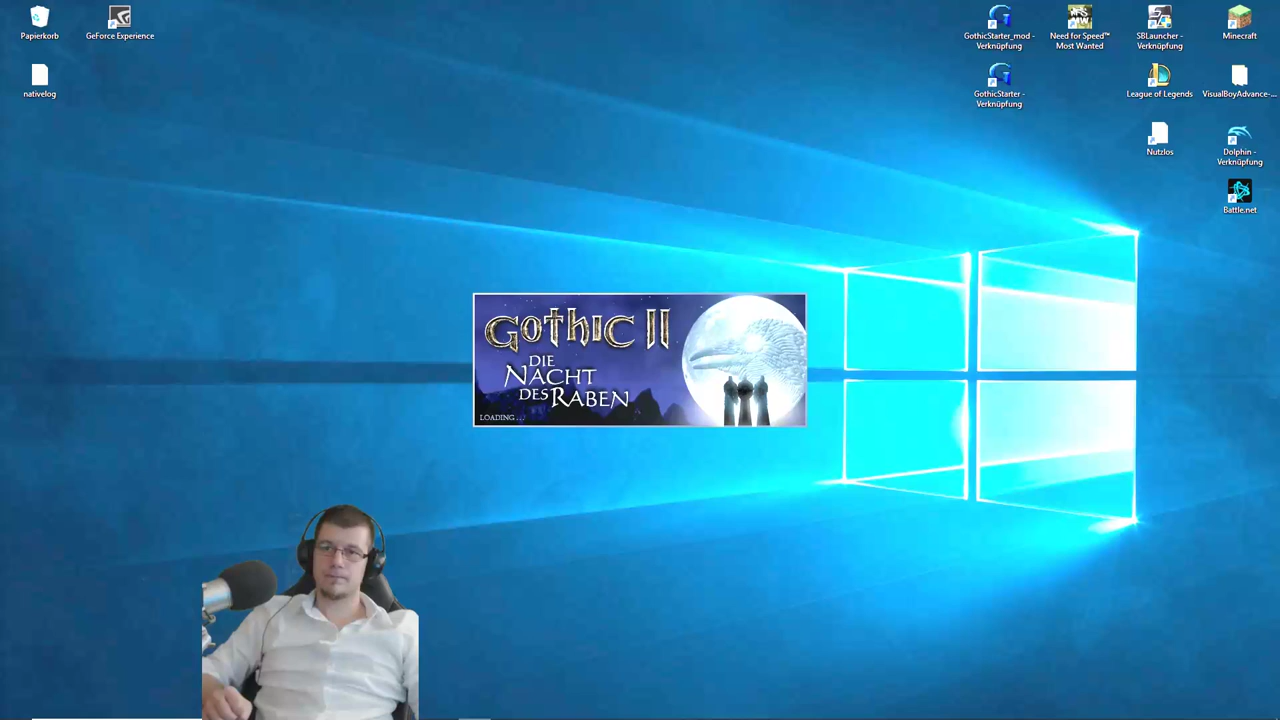 Papierkorb
GeForce Experience
GothicStarter_mod -
Verknüpfung
Need for Speed™
Most Wanted
SBLauncher -
Verknüpfung
Minecraft
nativelog
GothicStarter -
Verknüpfung
League of Legends
VisualBoyAdvance-...
Nutzlos
Dolphin -
Verknüpfung
Battle.net
GOTHIC II
DIE
NACHT
DES RABEN
LOADING ...